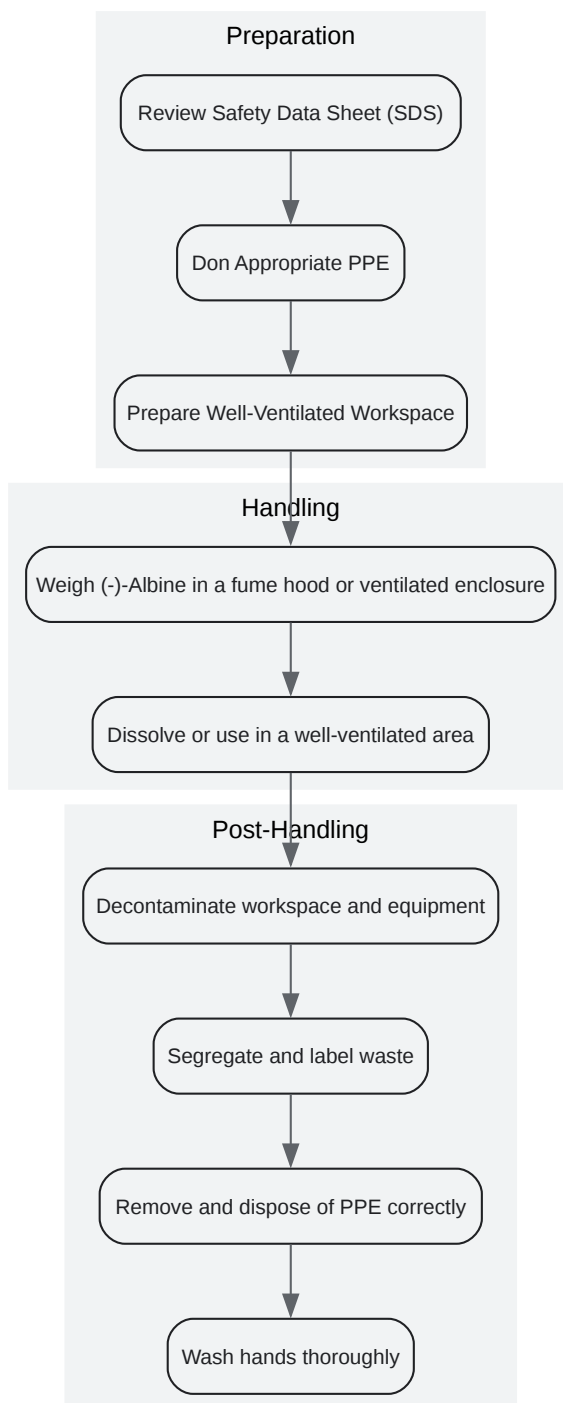 Preparation
Review Safety Data Sheet (SDS)
Don Appropriate PPE
Prepare Well-Ventilated Workspace
Handling
Weigh (-)-Albine in a fume hood or ventilated enclosure
Dissolve or use in a well-ventilated area
Post-Handling
Decontaminate workspace and equipment
Segregate and label waste
Remove and dispose of PPE correctly
Wash hands thoroughly